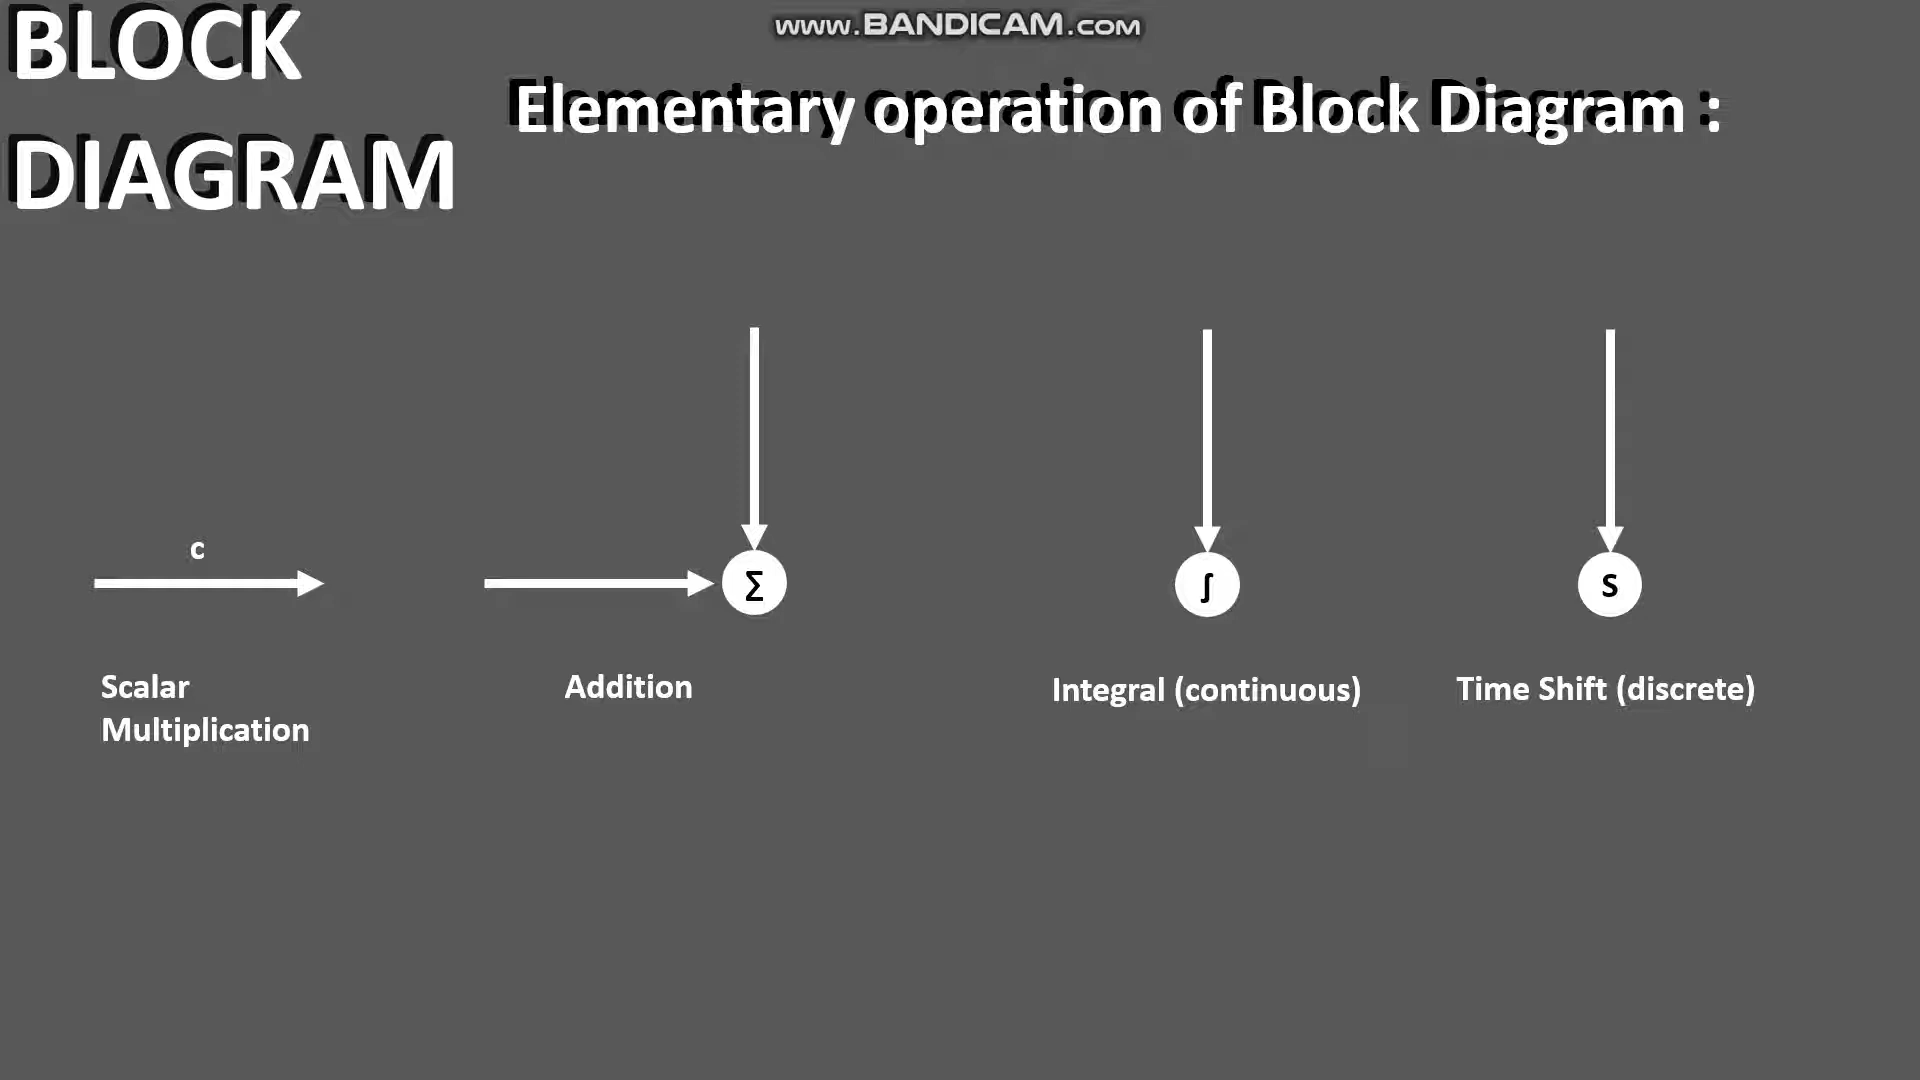 www.BANDICAM.com
BLOCK
DIAGRAM
Elementary operation of Block Diagram :
c
Σ
∫
S
Scalar
Multiplication
Addition
Integral (continuous)
Time Shift (discrete)